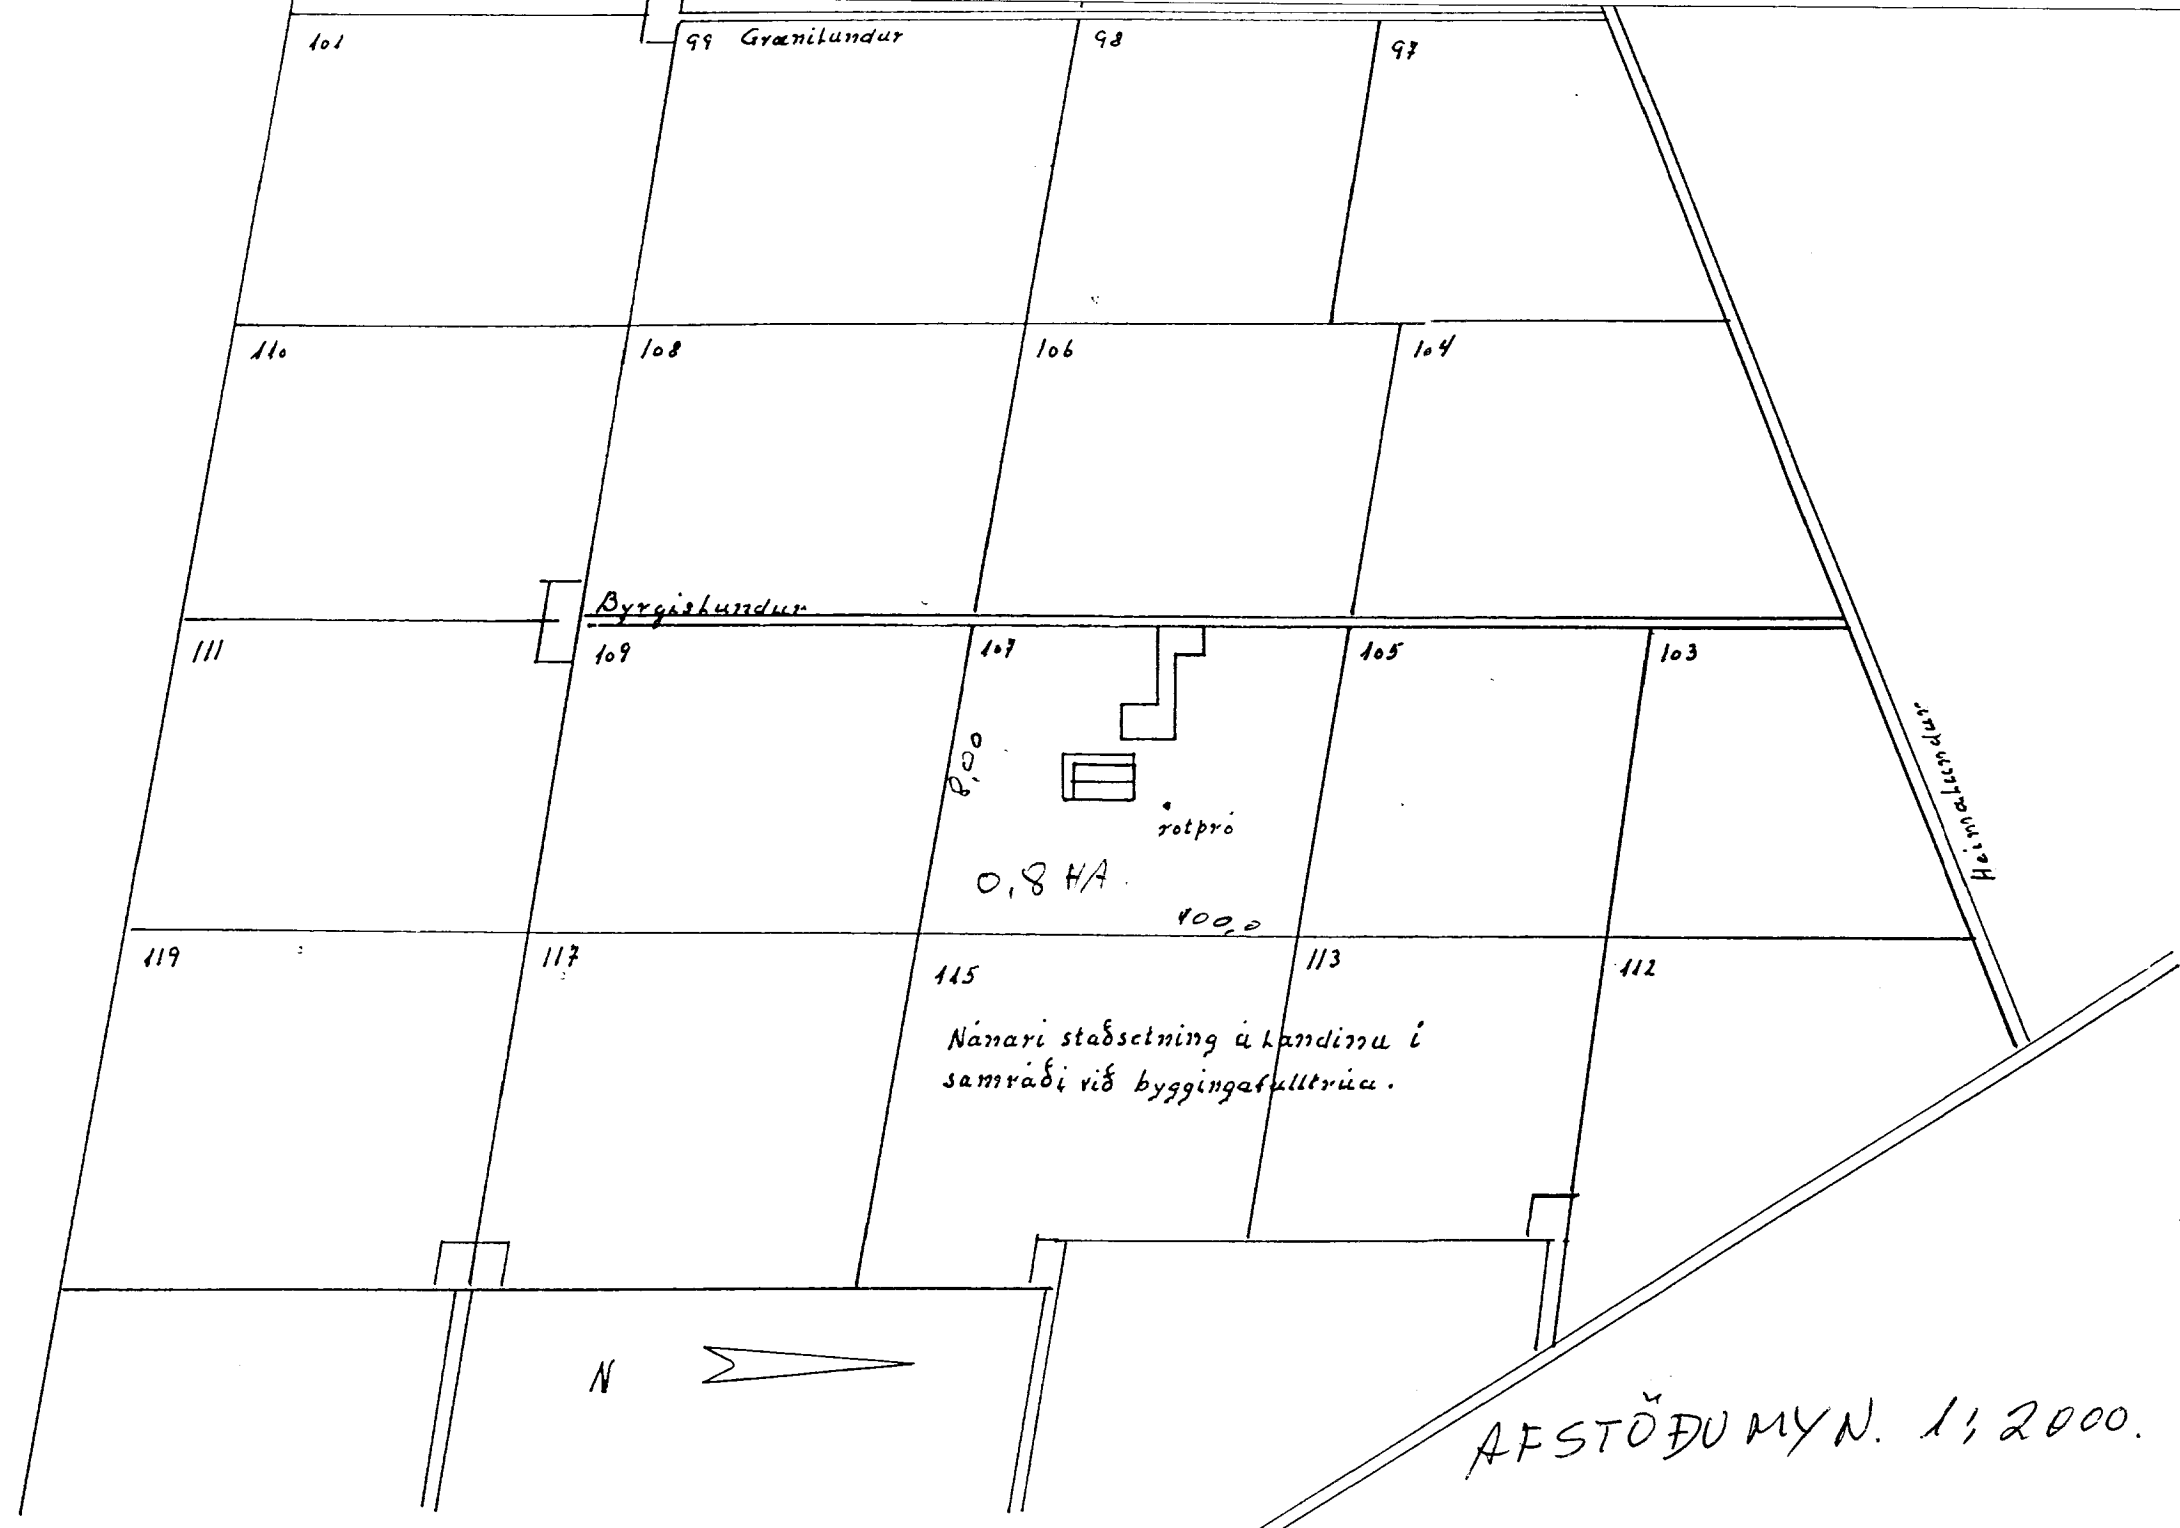 101
99 Grænilundur
98
97
110
108
106
104
Byrgislundur
111
109
107
105
103
8,00
rotþró
Heimalundur
0,8 HA.
100,0
119
117
115
113
112
Nánari staðsetning á landinu í
samráði við byggingafulltrúa.
N
AFSTÖÐUMYN. 1:2000.